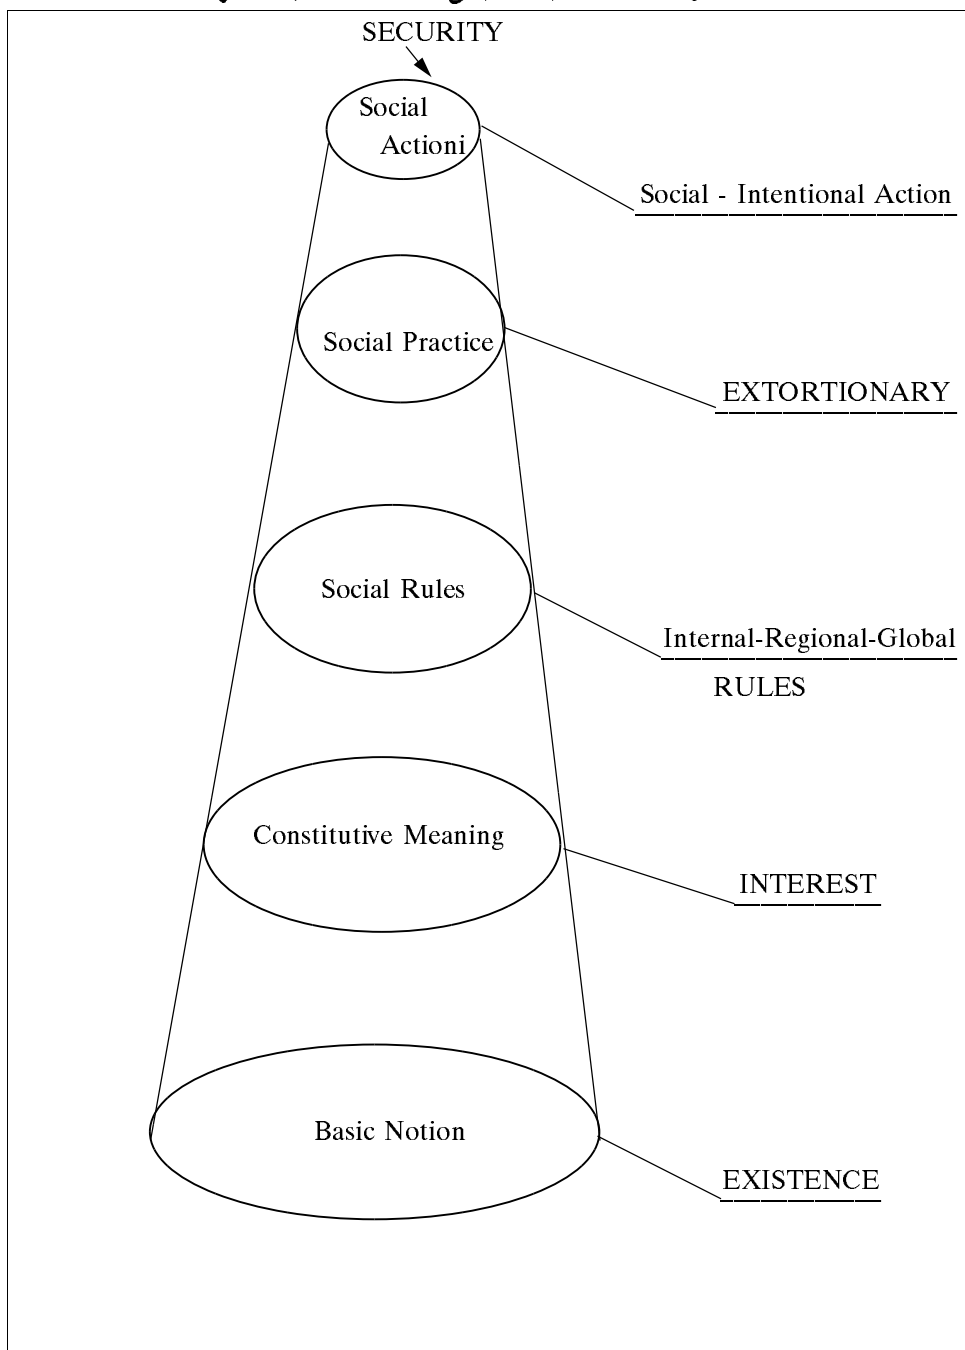 SECURITY
Social
Actioni
Social - Intentional Action
Social Practice
EXTORTIONARY
Social Rules
Internal-Regional-Global
RULES
Constitutive Meaning
INTEREST
Basic Notion
EXISTENCE